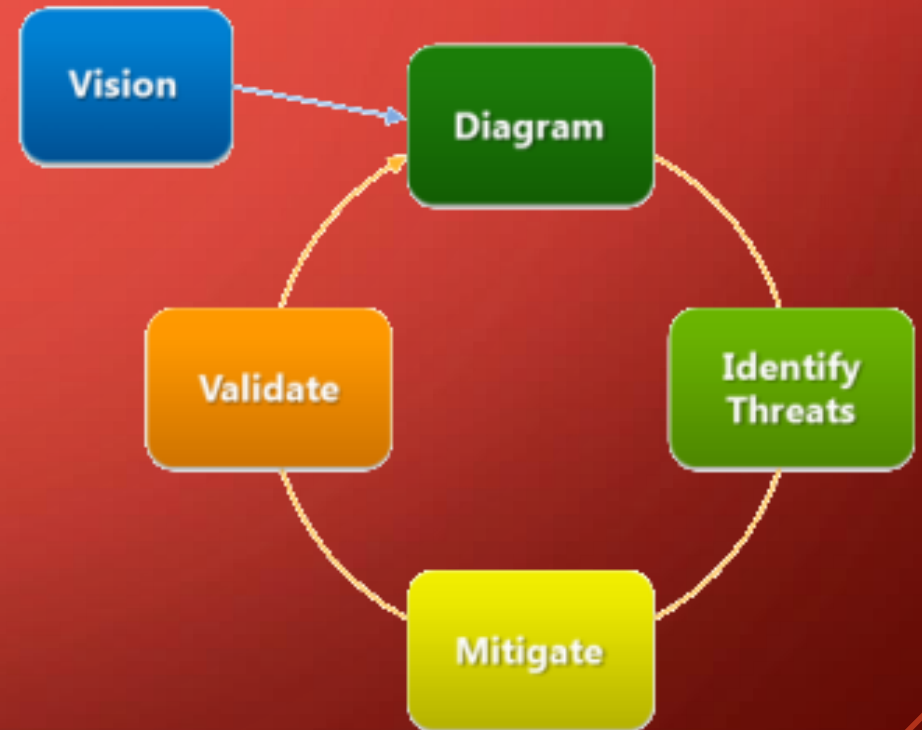 Vision
Diagram
Identify
Threats
Mitigate
Validate